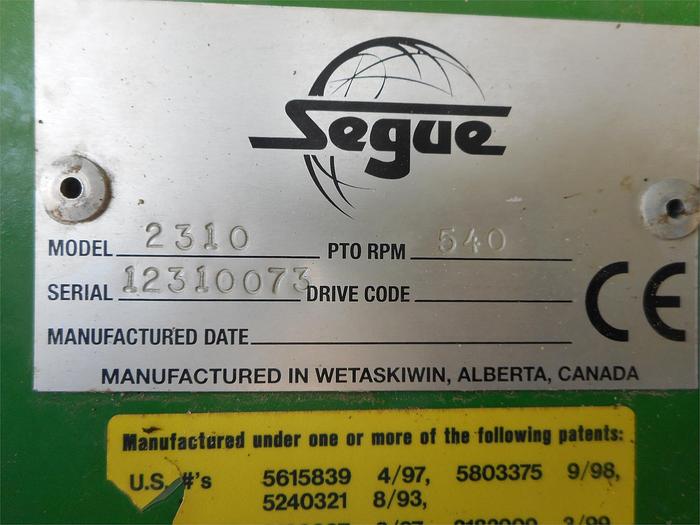 Segue
MODEL 2310 PTO RPM 540
SERIAL 12310073 DRIVE CODE
MANUFACTURED DATE
CE
MANUFACTURED IN WETASKIWIN, ALBERTA, CANADA
Manufactured under one or more of the following patents:
U.S. #'s 5615839 4/97, 5803375 9/98,
5240321 8/93,